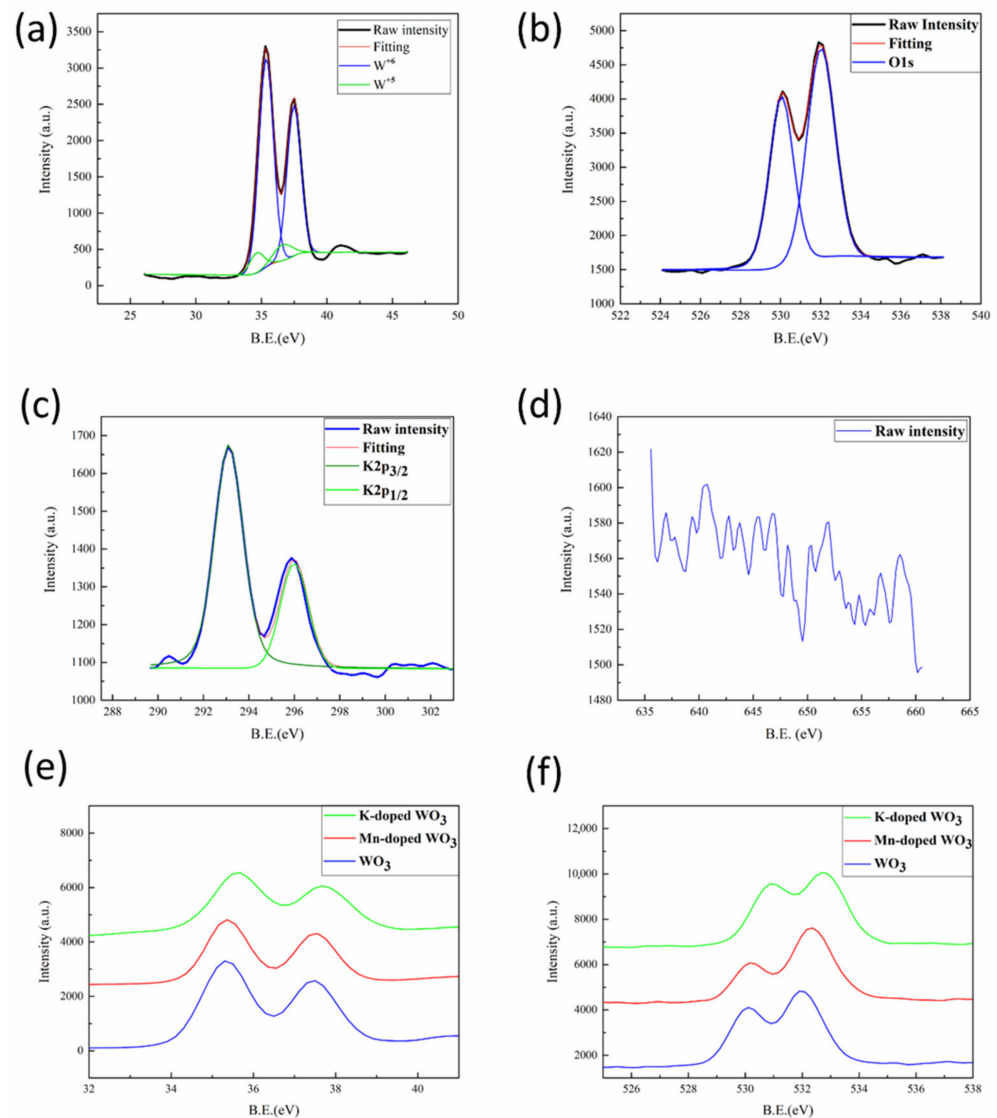 (a)
Raw intensity
Fitting
W+6
W+5
Intensity (a.u.)
3500
3000
2500
2000
1500
1000
500
0
25 30 35 40 45 50
B.E.(eV)
(b)
Raw Intensity
Fitting
O1s
Intensity (a.u.)
5000
4500
4000
3500
3000
2500
2000
1500
1000
522 524 526 528 530 532 534 536 538 540
B.E.(eV)
(c)
Raw intensity
Fitting
K2p3/2
K2p1/2
Intensity (a.u.)
1700
1600
1500
1400
1300
1200
1100
1000
288 290 292 294 296 298 300 302
B.E.(eV)
(d)
Raw intensity
Intensity (a.u.)
1640
1620
1600
1580
1560
1540
1520
1500
1480
635 640 645 650 655 660 665
B.E. (eV)
(e)
K-doped WO3
Mn-doped WO3
WO3
Intensity (a.u.)
8000
6000
4000
2000
0
32 34 36 38 40
B.E.(eV)
(f)
K-doped WO3
Mn-doped WO3
WO3
Intensity (a.u.)
12,000
10,000
8000
6000
4000
2000
526 528 530 532 534 536 538
B.E.(eV)